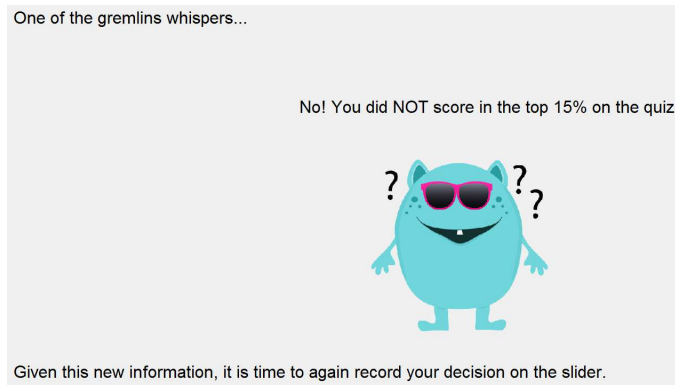 One of the gremlins whispers...
No! You did NOT score in the top 15% on the quiz
? ? ?
Given this new information, it is time to again record your decision on the slider.